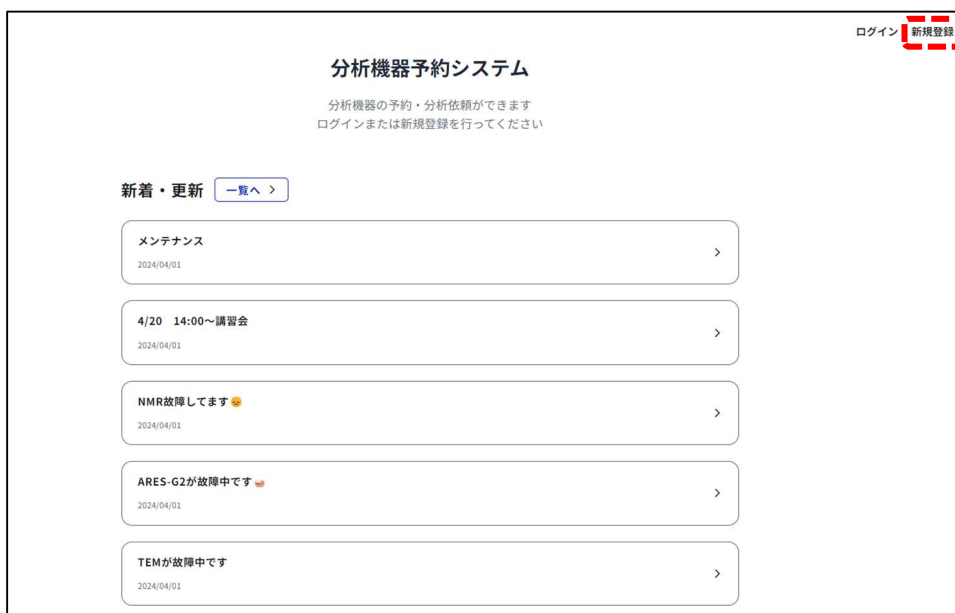 ログイン 新規登録
分析機器予約システム
分析機器の予約・分析依頼ができます
ログインまたは新規登録を行ってください
新着・更新 一覧へ >
メンテナンス
2024/04/01
4/20　14:00～講習会
2024/04/01
NMR故障してます😡
2024/04/01
ARES-G2が故障中です
2024/04/01
TEMが故障中です
2024/04/01